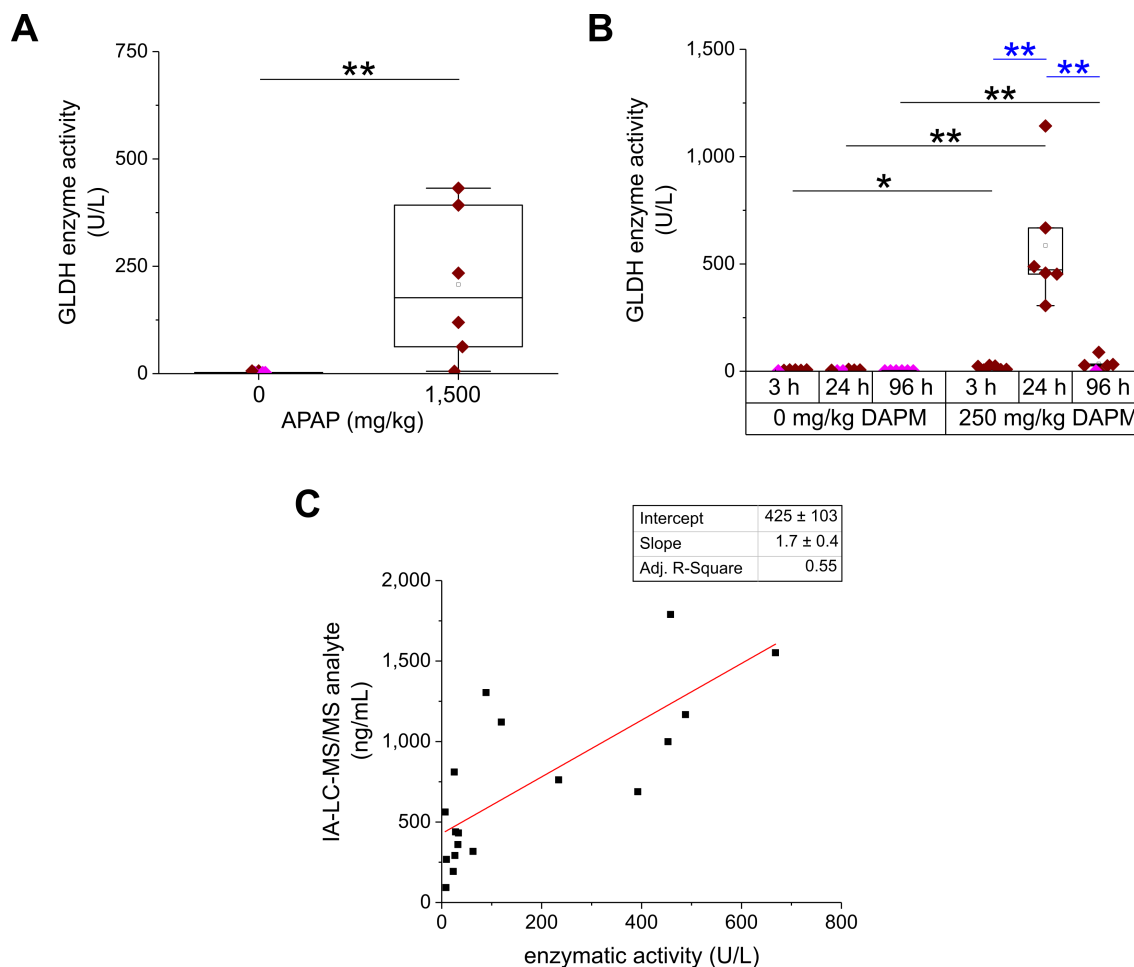 A
GLDH enzyme activity
(U/L)
750
500
250
0
**
0
1,500
APAP (mg/kg)
B
GLDH enzyme activity
(U/L)
1,500
1,000
500
0
**
**
**
**
*
3 h
24 h
96 h
3 h
24 h
96 h
0 mg/kg DAPM
250 mg/kg DAPM
C
Intercept 425 ± 103
Slope 1.7 ± 0.4
Adj. R-Square 0.55
IA-LC-MS/MS analyte
(ng/mL)
2,000
1,500
1,000
500
0
0
200
400
600
800
enzymatic activity (U/L)